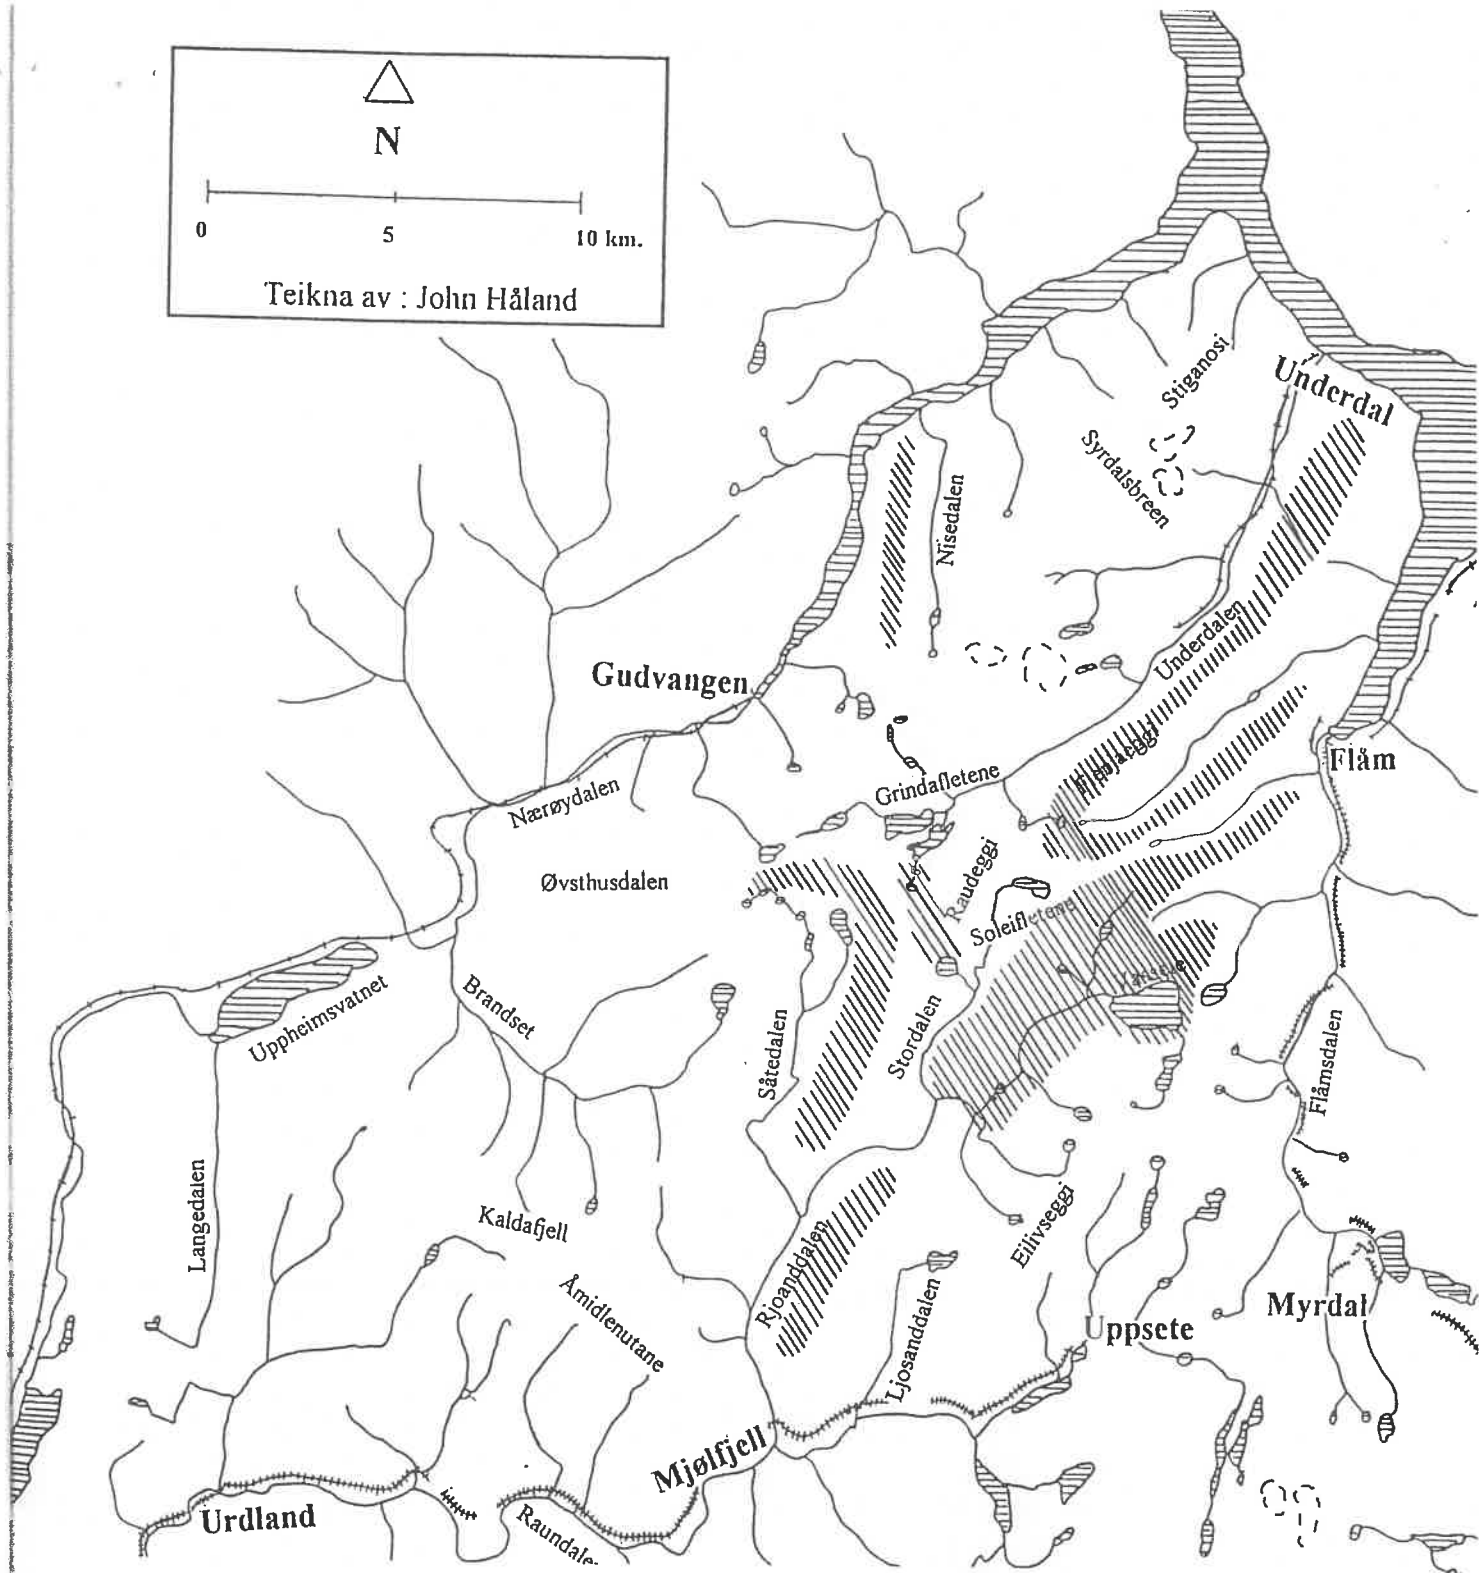 N
0 5 10 km.
Teikna av : John Håland
Stiganosi
Underdal
Syrdalsbreen
Nisedalen
Underdalen
Gudvangen
Flåm
Grindafletene
Nærøydalen
Raudeggi
Øvsthusdalen
Soleifletene
Brandset
Uppheimsvatnet
Såtedalen
Stordalen
Flåmsdalen
Langedalen
Kaldafjell
Eilivseggi
Rjoanddalen
Åmidlenutane
Ljosanddalen
Uppsete
Myrdal
Mjølfjell
Urdland